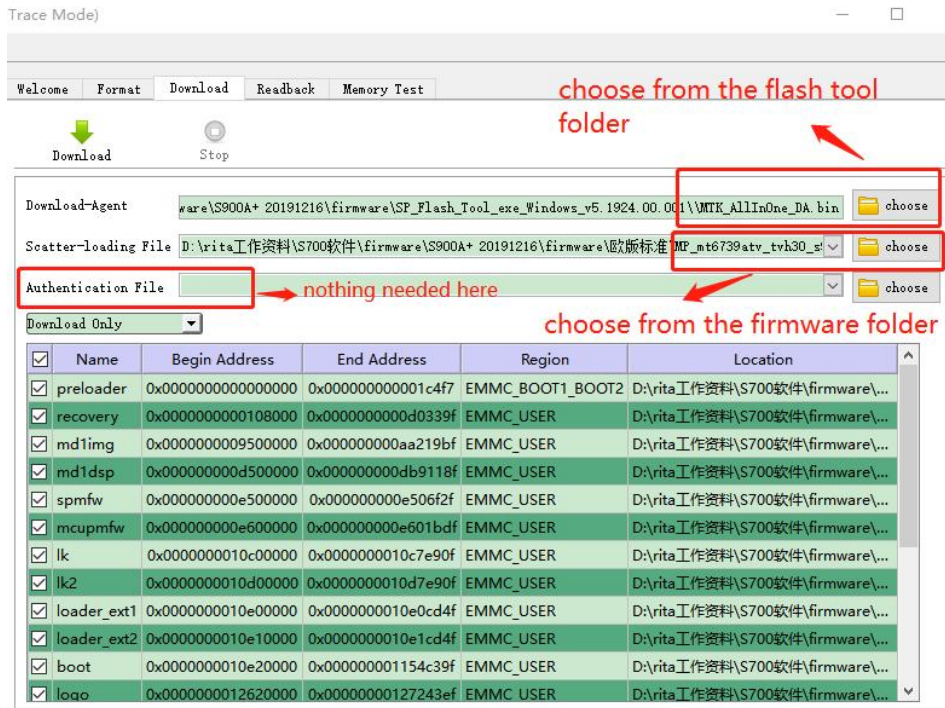 Trace Mode)
Welcome Format Download Readback Memory Test
choose from the flash tool
folder
Download Stop
Download-Agent ware\S900A+ 20191216\firmware\SP_Flash_Tool_exe_Windows_v5.1924.00.001\\MTK_AllInOne_DA.bin choose
Scatter-loading File D:\rita工作资料\S700软件\firmware\S900A+ 20191216\firmware\欧版标准\MP_mt6739atv_tvh30_s choose
Authentication File nothing needed here choose
Download Only choose from the firmware folder
Name Begin Address End Address Region Location
preloader 0x0000000000000000 0x000000000001c4f7 EMMC_BOOT1_BOOT2 D:\rita工作资料\S700软件\firmware\...
recovery 0x0000000000108000 0x0000000000d0339f EMMC_USER D:\rita工作资料\S700软件\firmware\...
md1img 0x0000000009500000 0x000000000aa219bf EMMC_USER D:\rita工作资料\S700软件\firmware\...
md1dsp 0x000000000d500000 0x000000000db9118f EMMC_USER D:\rita工作资料\S700软件\firmware\...
spmfw 0x000000000e500000 0x000000000e506f2f EMMC_USER D:\rita工作资料\S700软件\firmware\...
mcupmfw 0x000000000e600000 0x000000000e601bdf EMMC_USER D:\rita工作资料\S700软件\firmware\...
lk 0x0000000010c00000 0x0000000010c7e90f EMMC_USER D:\rita工作资料\S700软件\firmware\...
lk2 0x0000000010d00000 0x0000000010d7e90f EMMC_USER D:\rita工作资料\S700软件\firmware\...
loader_ext1 0x0000000010e00000 0x0000000010e0cd4f EMMC_USER D:\rita工作资料\S700软件\firmware\...
loader_ext2 0x0000000010e10000 0x0000000010e1cd4f EMMC_USER D:\rita工作资料\S700软件\firmware\...
boot 0x0000000010e20000 0x000000001154c39f EMMC_USER D:\rita工作资料\S700软件\firmware\...
logo 0x0000000012620000 0x00000000127243ef EMMC_USER D:\rita工作资料\S700软件\firmware\...